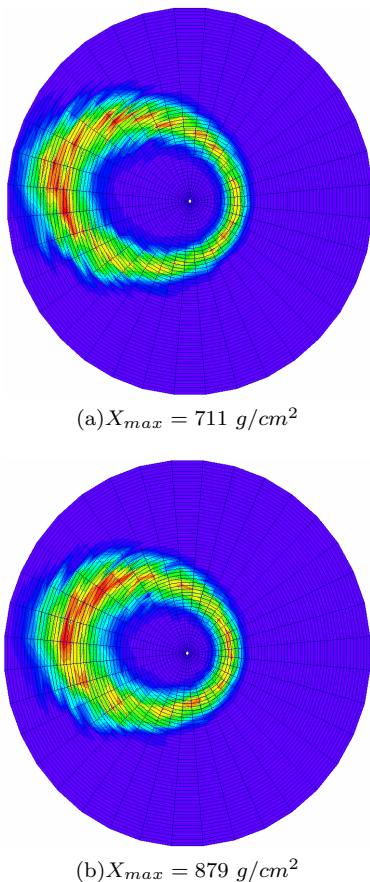 (a)X_{max} = 711 g/cm^2
(b)X_{max} = 879 g/cm^2